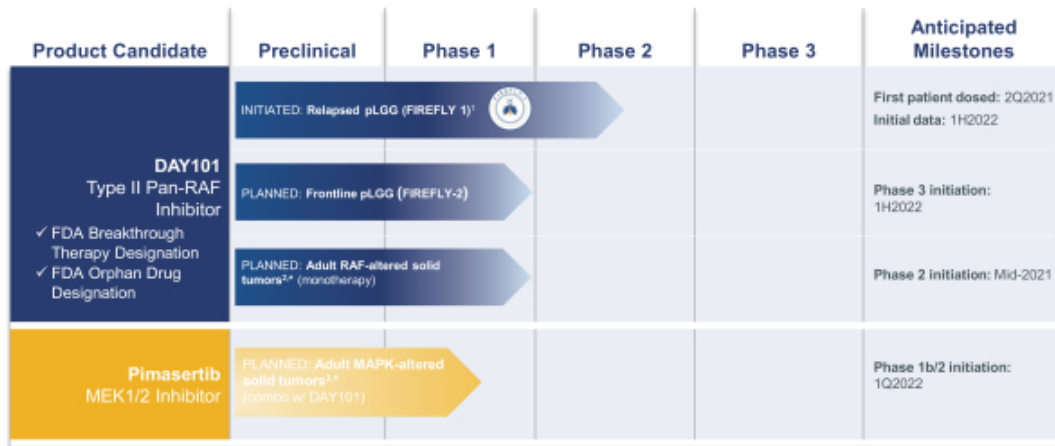 Product Candidate
Preclinical
Phase 1
Phase 2
Phase 3
Anticipated
Milestones
DAY101
Type II Pan-RAF
Inhibitor
✓ FDA Breakthrough
Therapy Designation
✓ FDA Orphan Drug
Designation
INITIATED: Relapsed pLGG (FIREFLY 1)¹
First patient dosed: 2Q2021
Initial data: 1H2022
PLANNED: Frontline pLGG (FIREFLY-2)
Phase 3 initiation:
1H2022
PLANNED: Adult RAF-altered solid
tumors²,* (monotherapy)
Phase 2 initiation: Mid-2021
Pimasertib
MEK1/2 Inhibitor
PLANNED: Adult MAPK-altered
solid tumors
(combo w/ DAY101)
Phase 1b/2 initiation:
1Q2022